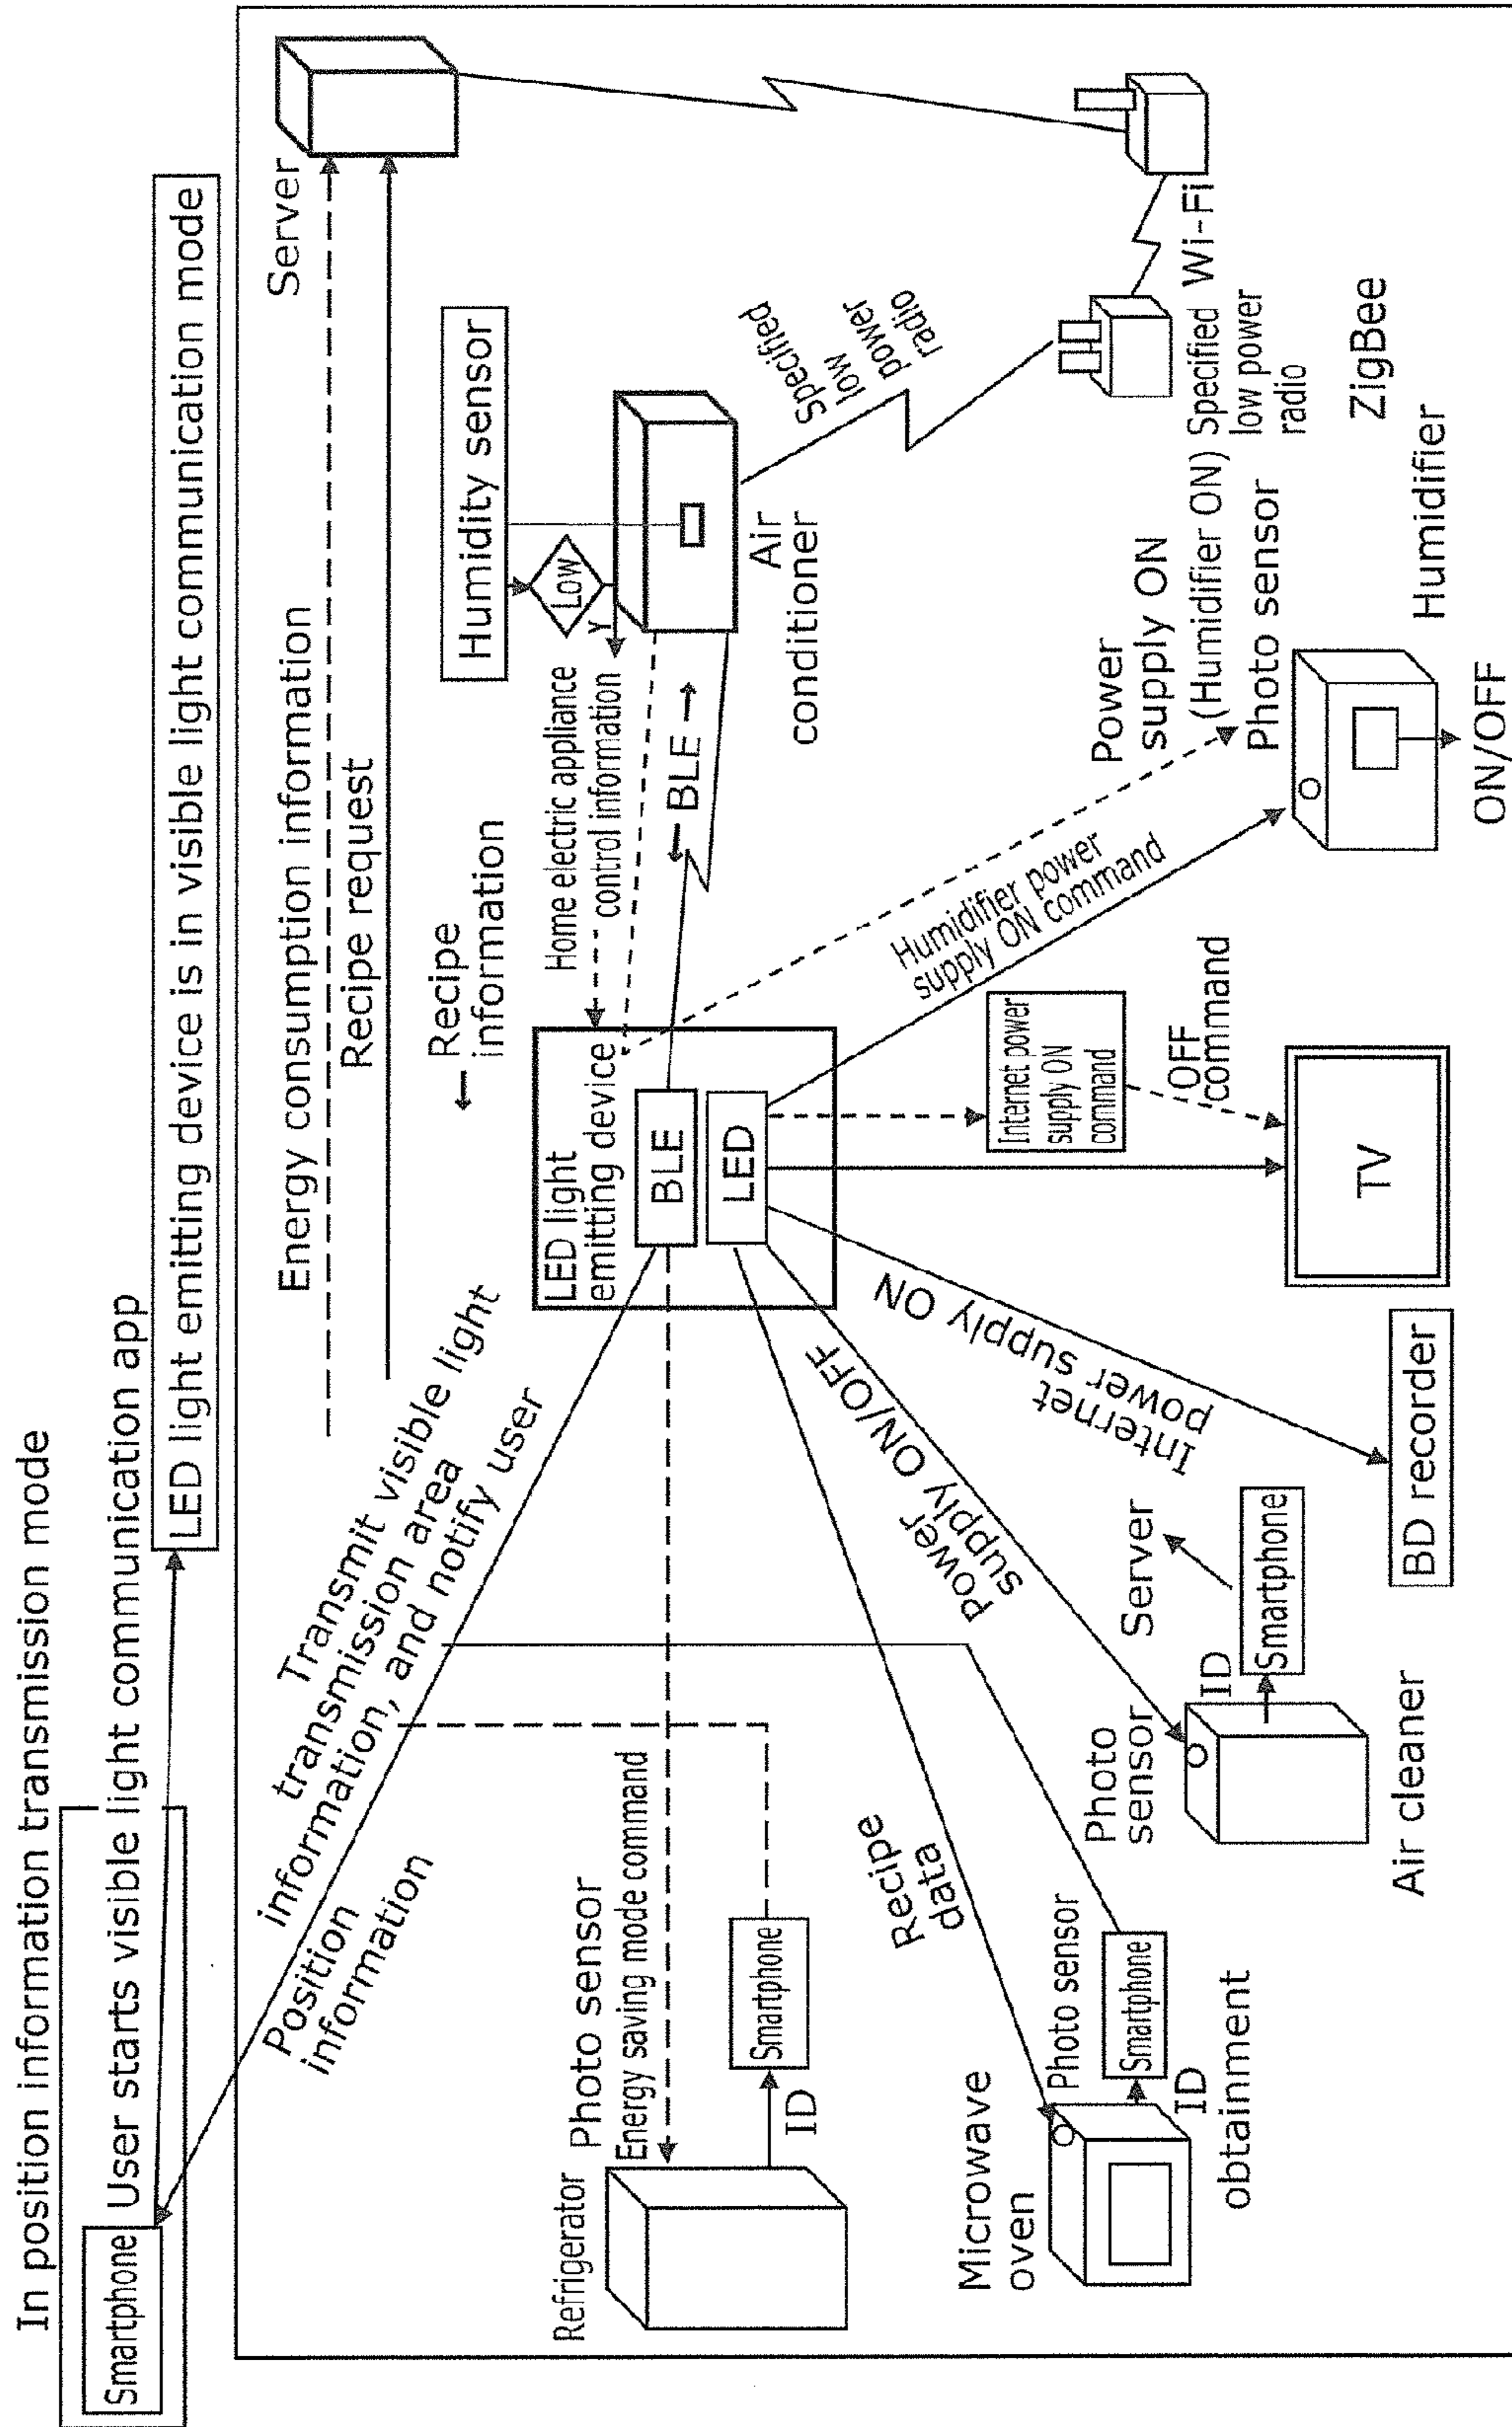 In position information transmission mode
Smartphone
User starts visible light communication app
LED light emitting device is in visible light communication mode
Server
Energy consumption information
Recipe request
← Recipe
information
Transmit visible light
transmission area
information, and notify user
Position
information
Humidity sensor
Low
Y
Home electric appliance
control information
← BLE →
Air
conditioner
Specified
low
power
radio
LED light
emitting device
BLE
LED
Refrigerator
Photo sensor
Energy saving mode command
Smartphone
ID
Recipe
data
Power
supply ON/OFF
Internet
power supply ON
Internet power
supply ON
command
OFF
command
Humidifier power
supply ON command
Power
supply ON
(Humidifier ON)
Photo sensor
Specified
low power
radio
Wi-Fi
ZigBee
Microwave
oven
Photo sensor
Smartphone
ID
obtainment
Photo
sensor
ID
Smartphone
Server
Air cleaner
BD recorder
TV
Humidifier
ON/OFF